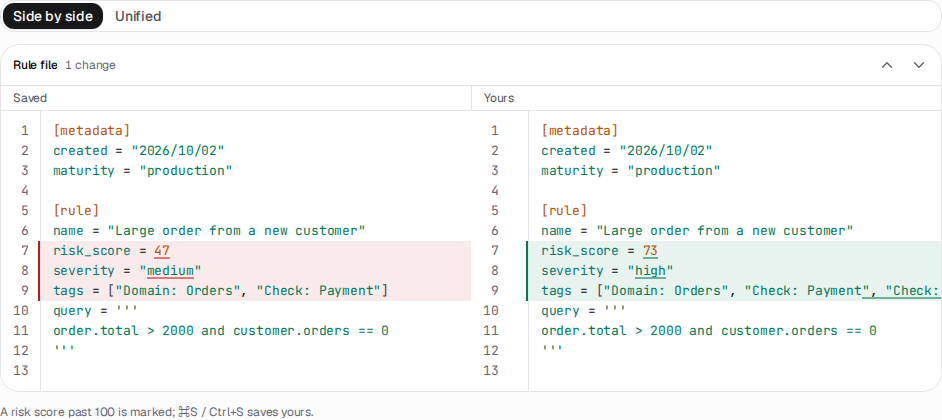 Side by side Unified
Rule file 1 change
Saved
1 [metadata]
2 created = "2026/10/02"
3 maturity = "production"
4
5 [rule]
6 name = "Large order from a new customer"
7 risk_score = 47
8 severity = "medium"
9 tags = ["Domain: Orders", "Check: Payment"]
10 query = '''
11 order.total > 2000 and customer.orders == 0
12 '''
13
Yours
1 [metadata]
2 created = "2026/10/02"
3 maturity = "production"
4
5 [rule]
6 name = "Large order from a new customer"
7 risk_score = 73
8 severity = "high"
9 tags = ["Domain: Orders", "Check: Payment", "Check:
10 query = '''
11 order.total > 2000 and customer.orders == 0
12 '''
13
A risk score past 100 is marked; ⌘S / Ctrl+S saves yours.